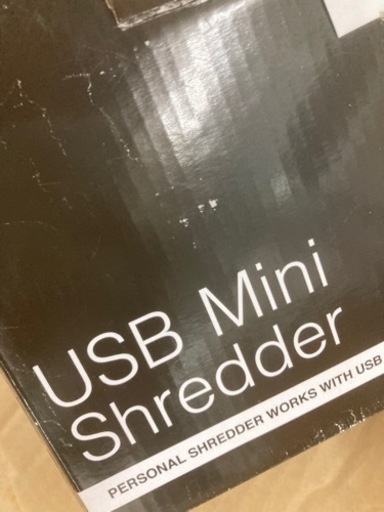 USB Mini
Shredder
PERSONAL SHREDDER WORKS WITH USB